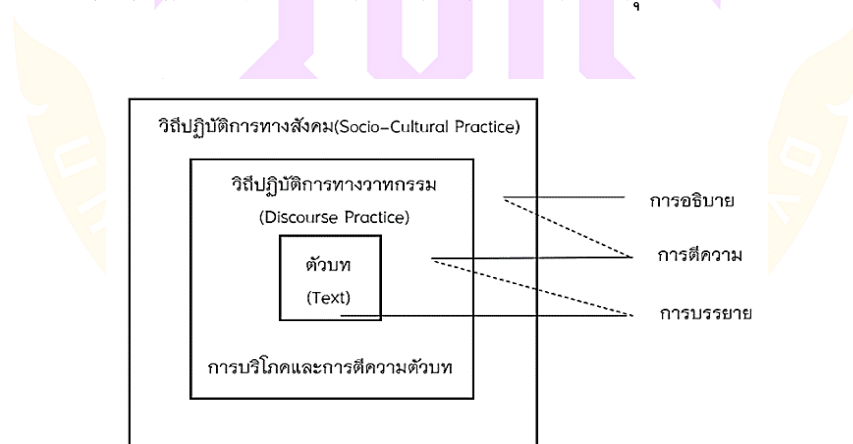 วิถีปฏิบัติการทางสังคม(Socio–Cultural Practice)
วิถีปฏิบัติการทางวาทกรรม
(Discourse Practice)
ตัวบท
(Text)
การบริโภคและการตีความตัวบท
การอธิบาย
การตีความ
การบรรยาย